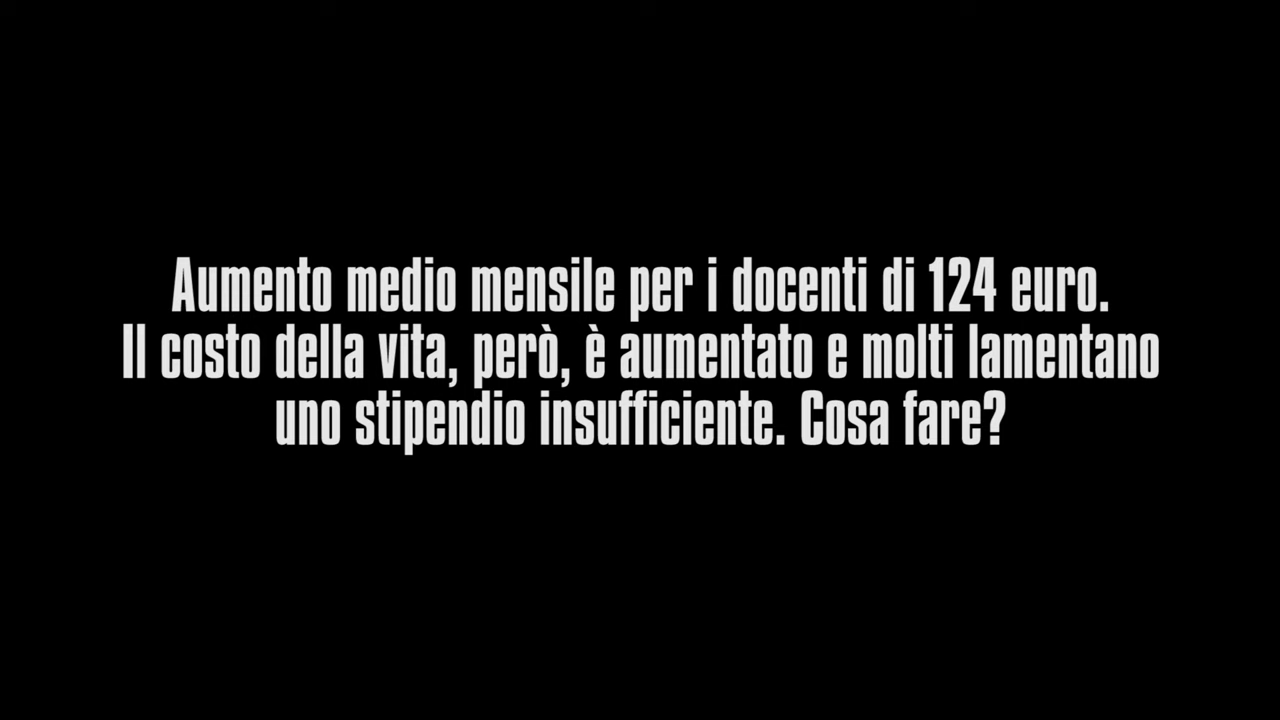 Aumento medio mensile per i docenti di 124 euro.
Il costo della vita, però, è aumentato e molti lamentano
uno stipendio insufficiente. Cosa fare?